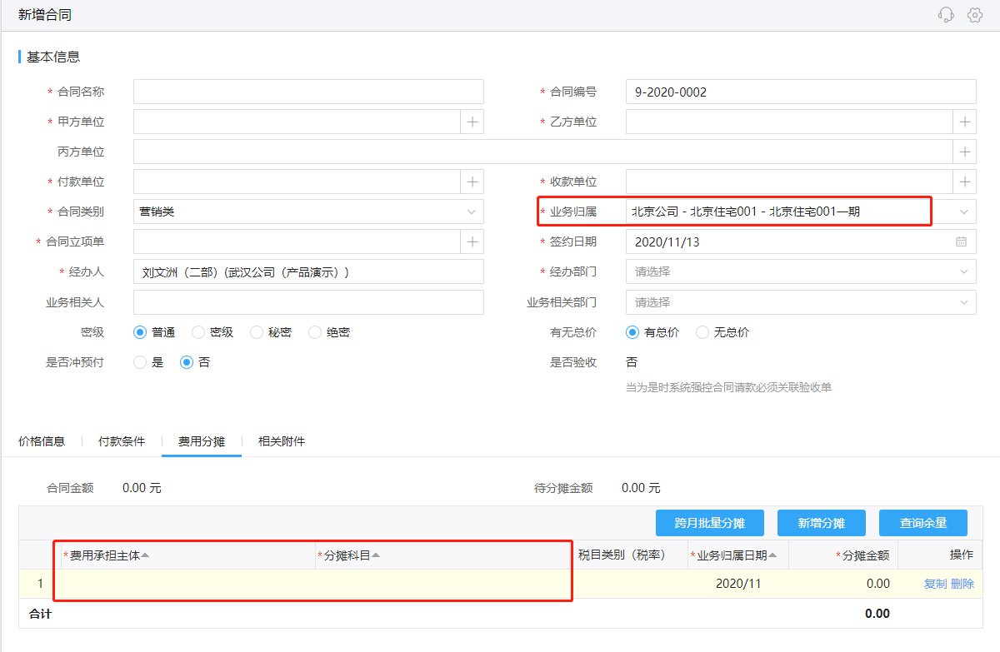 新增合同
基本信息
* 合同名称
* 合同编号 9-2020-0002
* 甲方单位
* 乙方单位
丙方单位
* 付款单位
* 收款单位
* 合同类别 营销类
* 业务归属 北京公司 - 北京住宅001 - 北京住宅001—期
* 合同立项单
* 签约日期 2020/11/13
* 经办人 刘文洲（二部）(武汉公司（产品演示）)
* 经办部门 请选择
业务相关人
业务相关部门 请选择
密级 普通 密级 秘密 绝密
有无总价 有总价 无总价
是否冲预付 是 否
是否验收 否
当为是时系统强控合同请款必须关联验收单
价格信息 付款条件 费用分摊 相关附件
合同金额 0.00 元 待分摊金额 0.00 元
跨月批量分摊 新增分摊 查询余量
*费用承担主体 *分摊科目 税目类别（税率） *业务归属日期 *分摊金额 操作
1 2020/11 0.00 复制 删除
合计 0.00